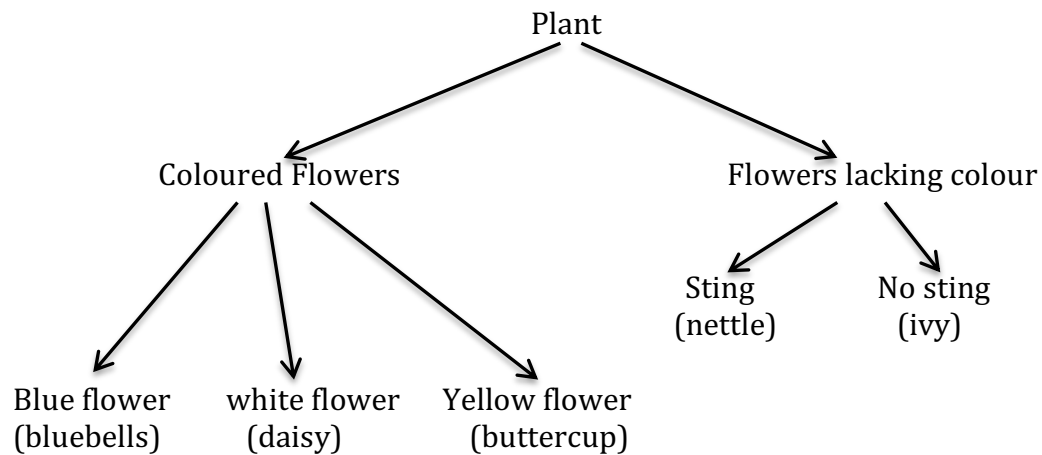 Plant
Coloured Flowers
Flowers lacking colour
Sting
(nettle)
No sting
(ivy)
Blue flower
(bluebells)
white flower
(daisy)
Yellow flower
(buttercup)